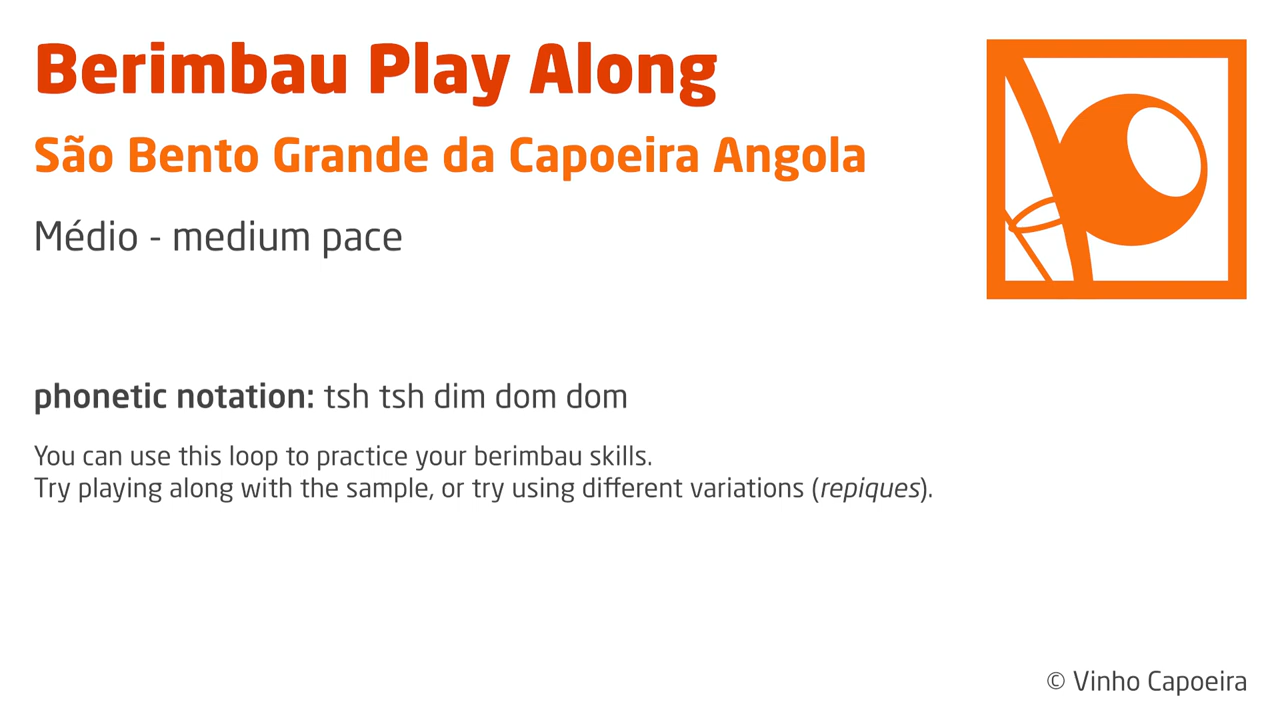 Berimbau Play Along
São Bento Grande da Capoeira Angola
Médio - medium pace
phonetic notation: tsh tsh dim dom dom
You can use this loop to practice your berimbau skills.
Try playing along with the sample, or try using different variations (repiques).
© Vinho Capoeira